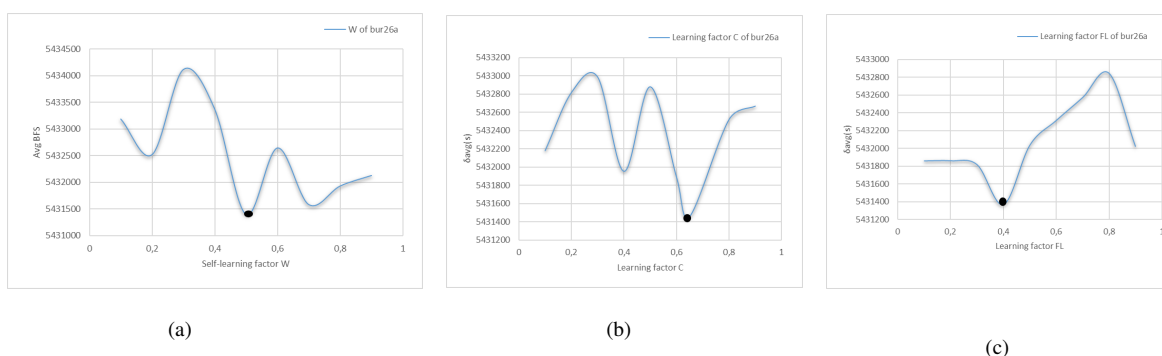 W of bur26a
5434500
5434000
5433500
5433000
5432500
5432000
5431500
5431000
Avg BFS
0 0,2 0,4 0,6 0,8 1
Self-learning factor W
(a)
Learning factor C of bur26a
5433200
5433000
5432800
5432600
5432400
5432200
5432000
5431800
5431600
5431400
5431200
δavg(s)
0 0,2 0,4 0,6 0,8 1
Learning factor C
(b)
Learning factor FL of bur26a
5433000
5432800
5432600
5432400
5432200
5432000
5431800
5431600
5431400
5431200
δavg(s)
0 0,2 0,4 0,6 0,8 1
Learning factor FL
(c)